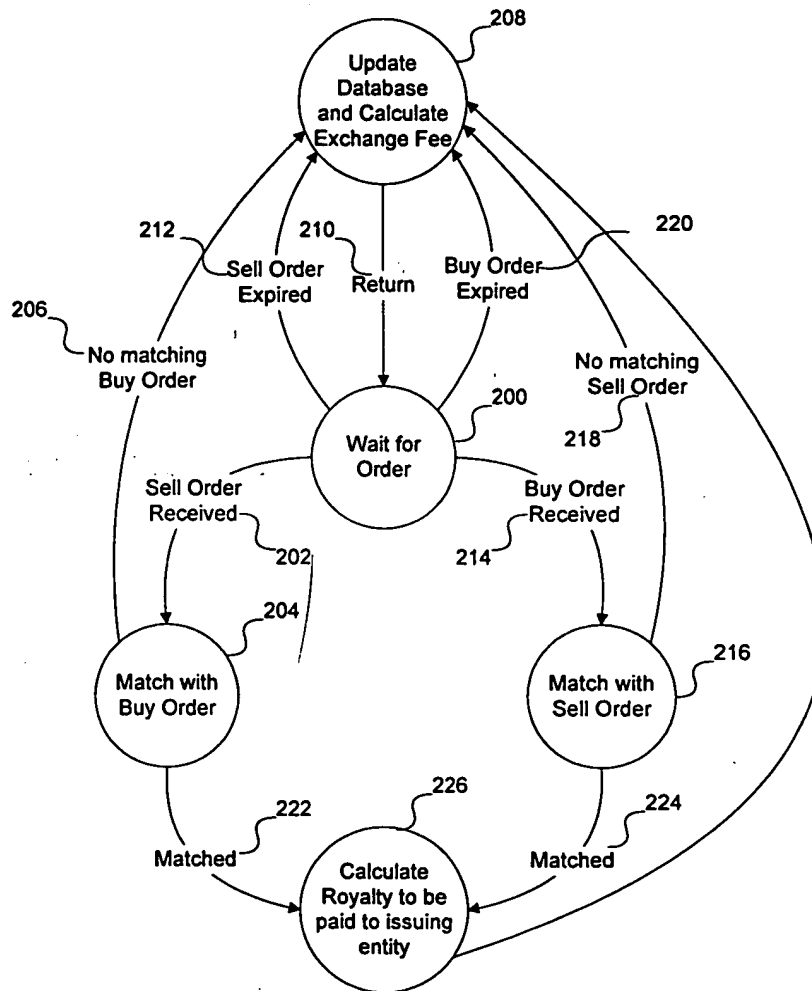 208
Update
Database
and Calculate
Exchange Fee
212
Sell Order
Expired
210
Return
Buy Order
Expired
220
206
No matching
Buy Order
No matching
Sell Order
218
200
Wait for
Order
Sell Order
Received
202
Buy Order
Received
214
204
Match with
Buy Order
216
Match with
Sell Order
222
Matched
226
224
Matched
Calculate
Royalty to be
paid to issuing
entity